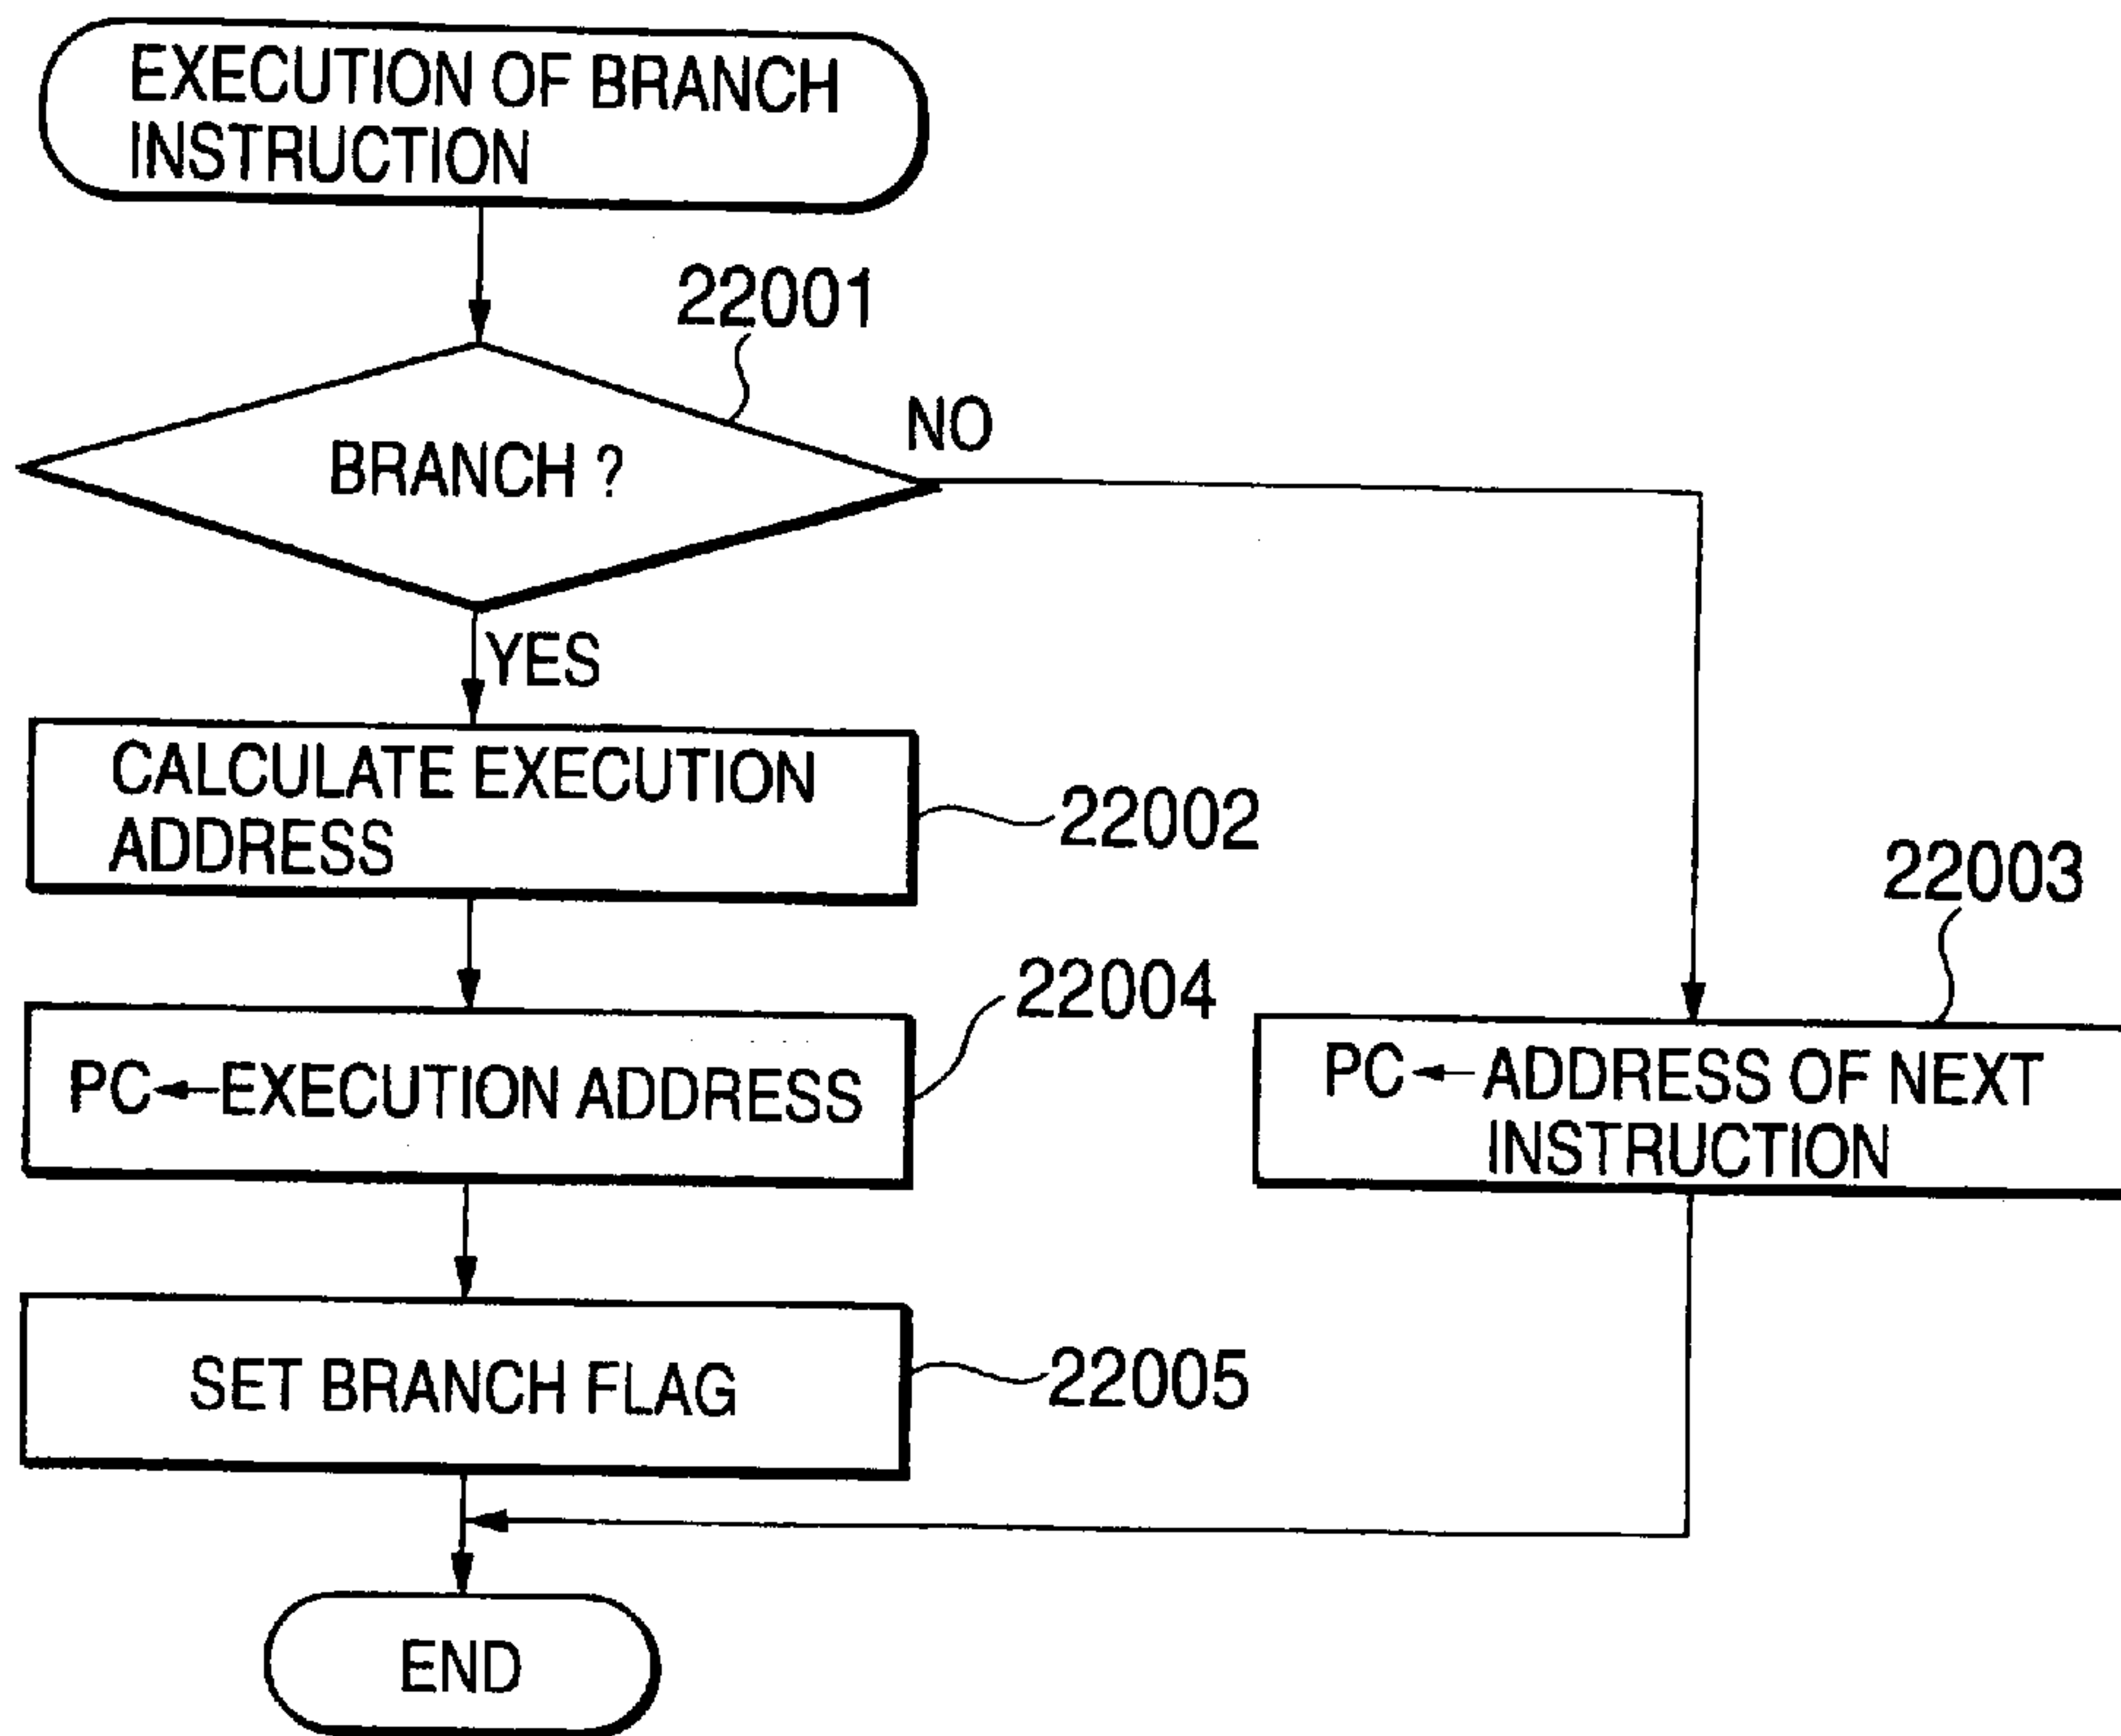 EXECUTION OF BRANCH
INSTRUCTION
22001
BRANCH ?
NO
YES
CALCULATE EXECUTION
ADDRESS
22002
22003
22004
PC←EXECUTION ADDRESS
PC← ADDRESS OF NEXT
INSTRUCTION
SET BRANCH FLAG
22005
END